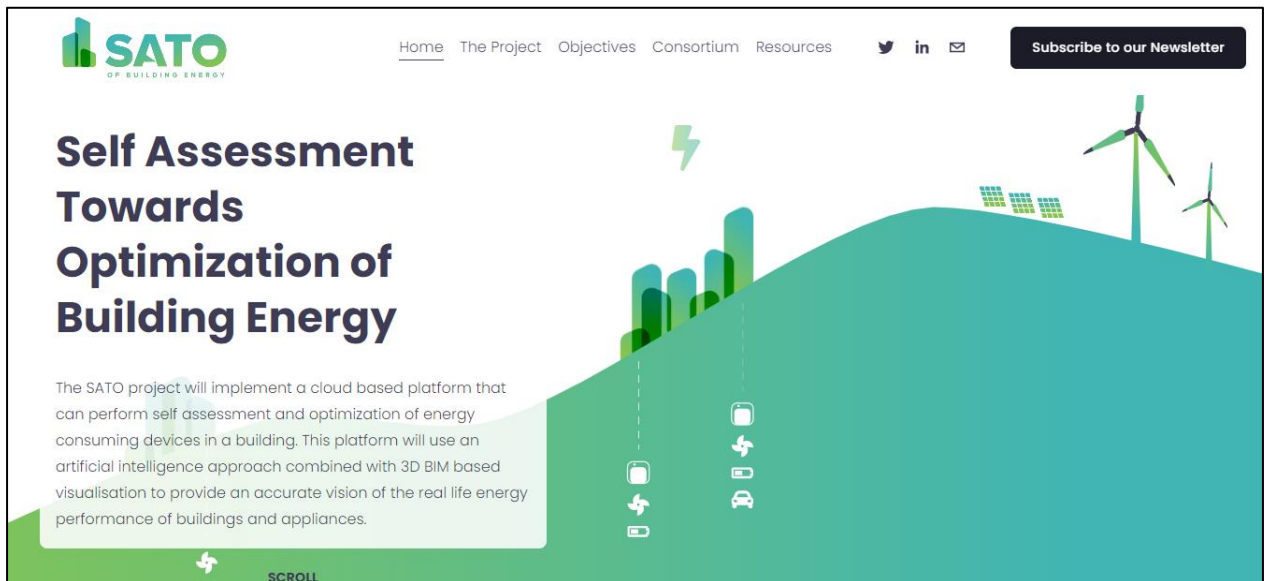 SATO
OF BUILDING ENERGY
Home The Project Objectives Consortium Resources
Subscribe to our Newsletter
Self Assessment
Towards
Optimization of
Building Energy
The SATO project will implement a cloud based platform that
can perform self assessment and optimization of energy
consuming devices in a building. This platform will use an
artificial intelligence approach combined with 3D BIM based
visualisation to provide an accurate vision of the real life energy
performance of buildings and appliances.
SCROLL